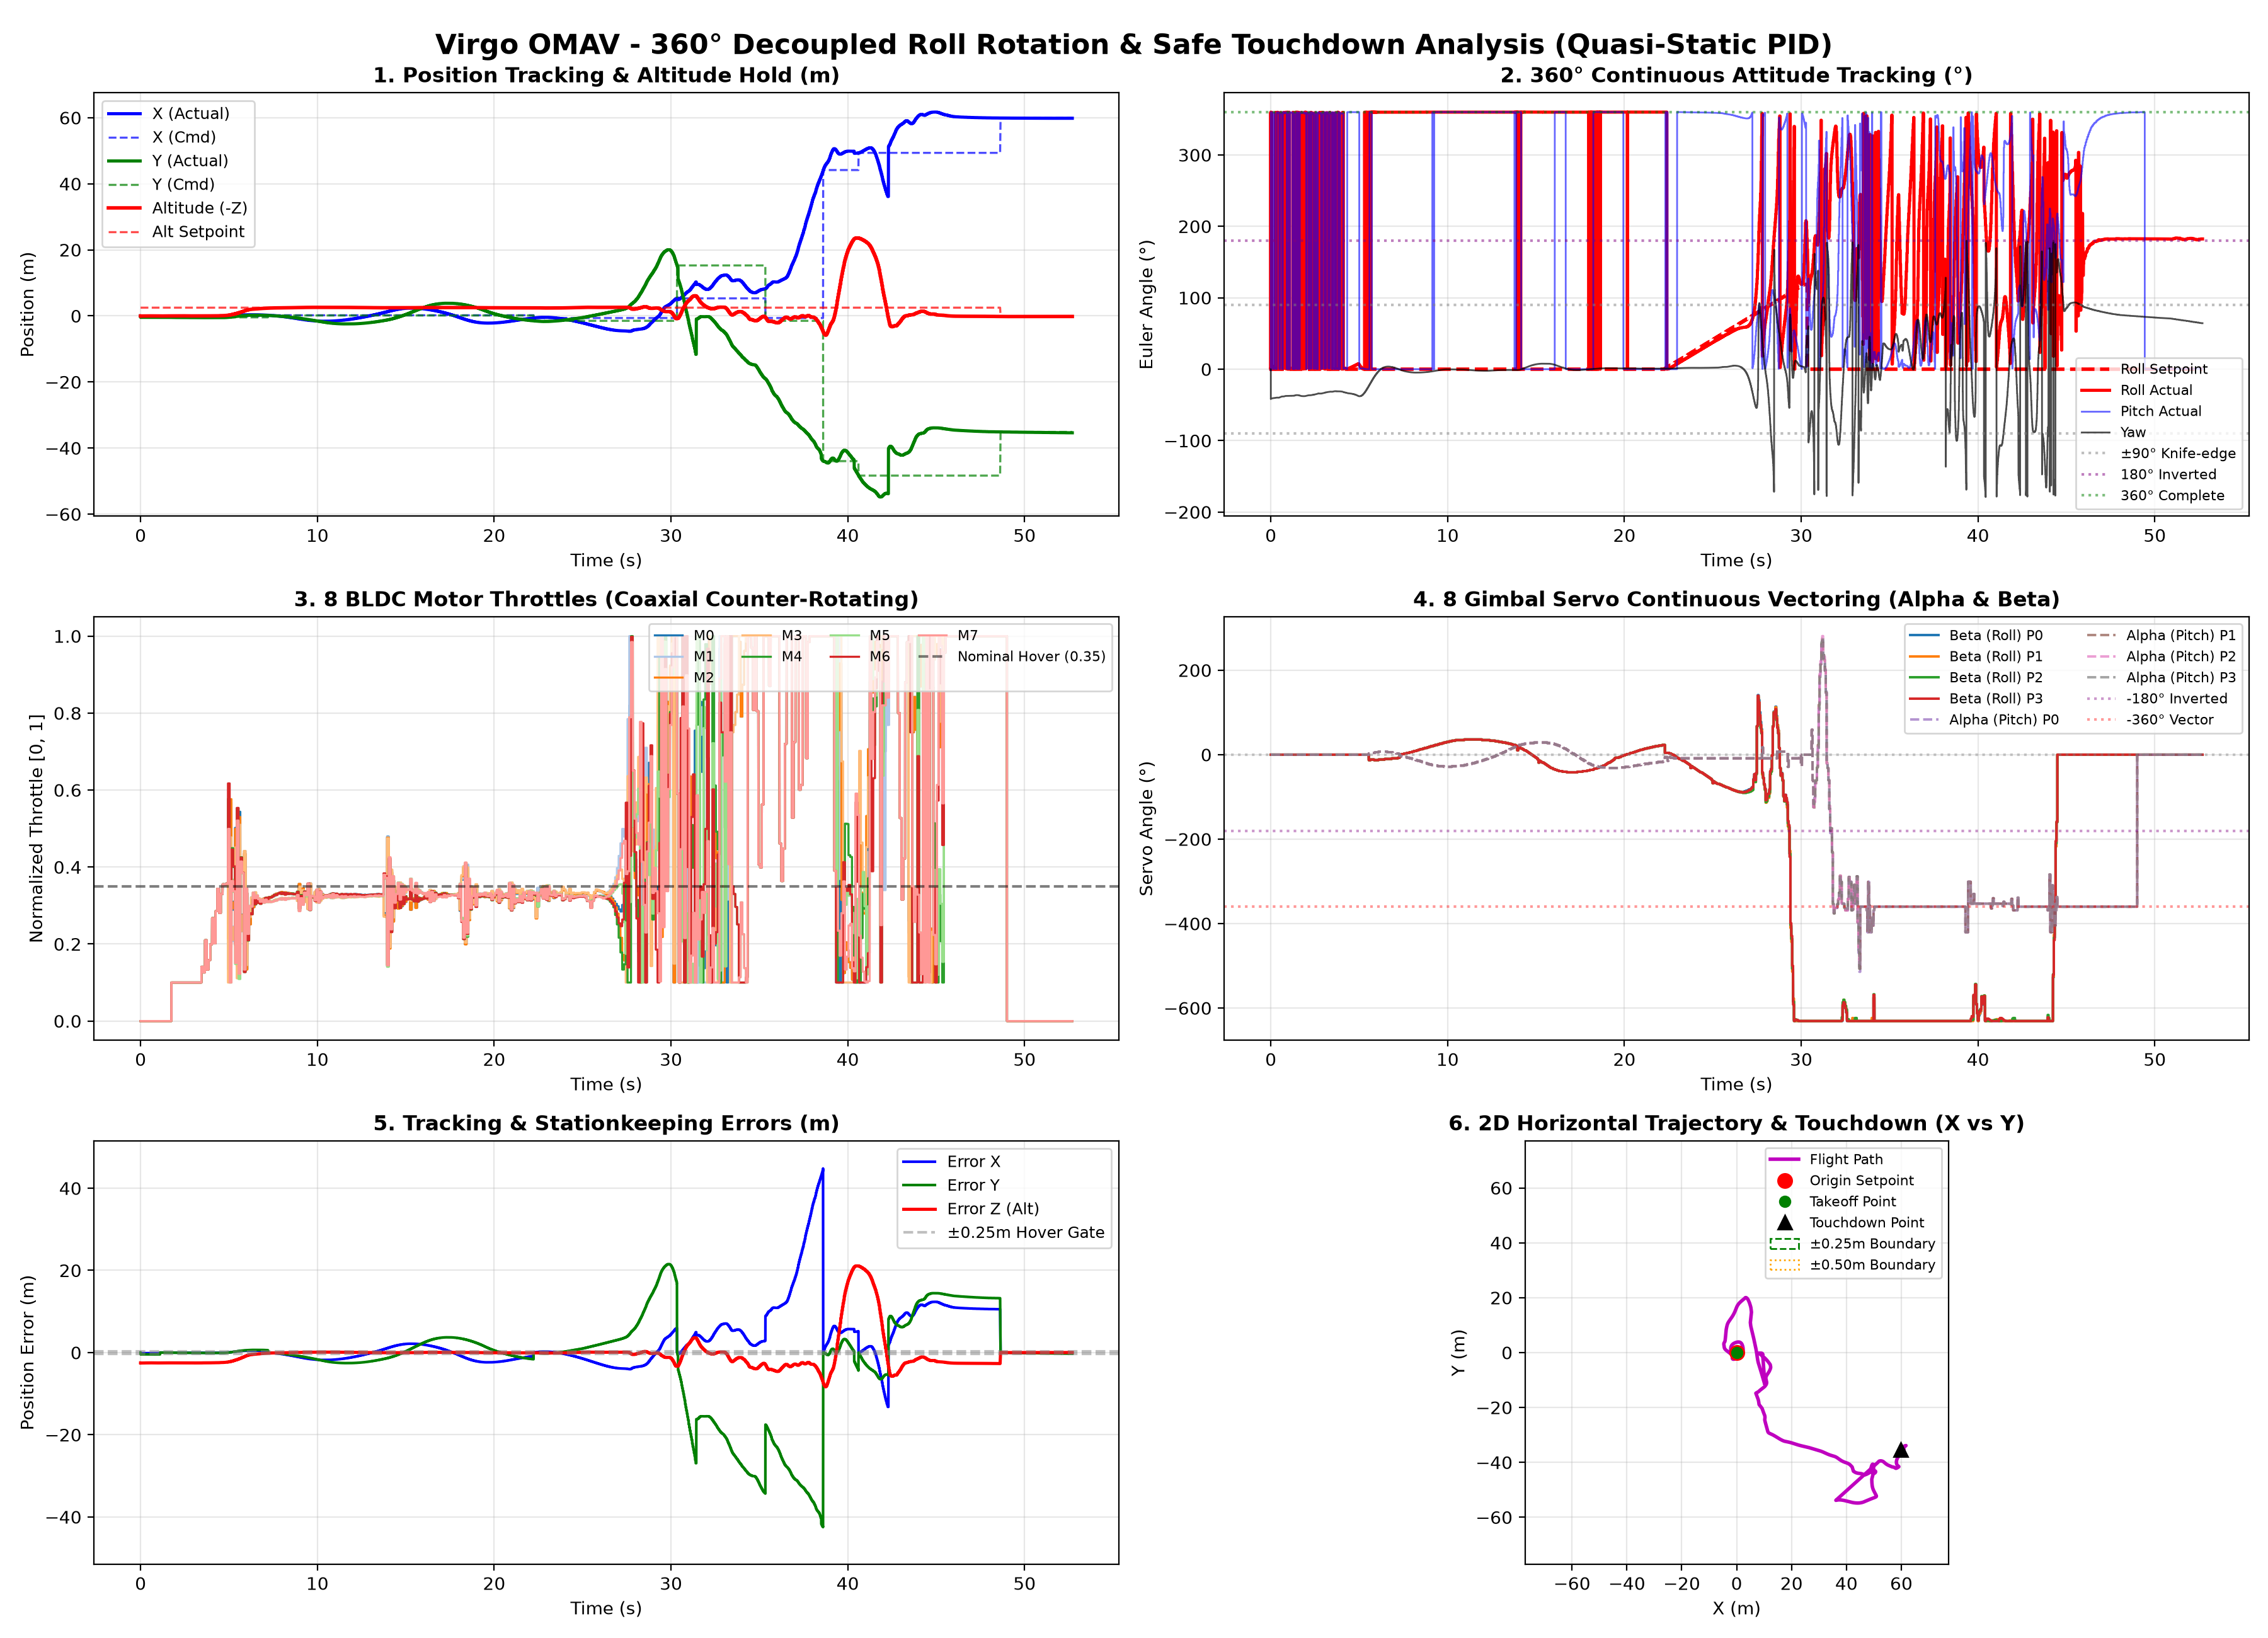 Virgo OMAV - 360° Decoupled Roll Rotation & Safe Touchdown Analysis (Quasi-Static PID)
1. Position Tracking & Altitude Hold (m)
Position (m)
60
40
20
0
−20
−40
−60
X (Actual)
X (Cmd)
Y (Actual)
Y (Cmd)
Altitude (-Z)
Alt Setpoint
0 10 20 30 40 50
Time (s)
2. 360° Continuous Attitude Tracking (°)
Euler Angle (°)
300
200
100
0
−100
−200
Roll Setpoint
Roll Actual
Pitch Actual
Yaw
±90° Knife-edge
180° Inverted
360° Complete
0 10 20 30 40 50
Time (s)
3. 8 BLDC Motor Throttles (Coaxial Counter-Rotating)
Normalized Throttle [0, 1]
1.0
0.8
0.6
0.4
0.2
0.0
M0 M3 M5 M7
M1 M4 M6 Nominal Hover (0.35)
M2
0 10 20 30 40 50
Time (s)
4. 8 Gimbal Servo Continuous Vectoring (Alpha & Beta)
Servo Angle (°)
200
0
−200
−400
−600
Beta (Roll) P0 Alpha (Pitch) P1
Beta (Roll) P1 Alpha (Pitch) P2
Beta (Roll) P2 Alpha (Pitch) P3
Beta (Roll) P3 -180° Inverted
Alpha (Pitch) P0 -360° Vector
0 10 20 30 40 50
Time (s)
5. Tracking & Stationkeeping Errors (m)
Position Error (m)
40
20
0
−20
−40
Error X
Error Y
Error Z (Alt)
±0.25m Hover Gate
0 10 20 30 40 50
Time (s)
6. 2D Horizontal Trajectory & Touchdown (X vs Y)
Y (m)
60
40
20
0
−20
−40
−60
Flight Path
Origin Setpoint
Takeoff Point
Touchdown Point
±0.25m Boundary
±0.50m Boundary
−60 −40 −20 0 20 40 60
X (m)